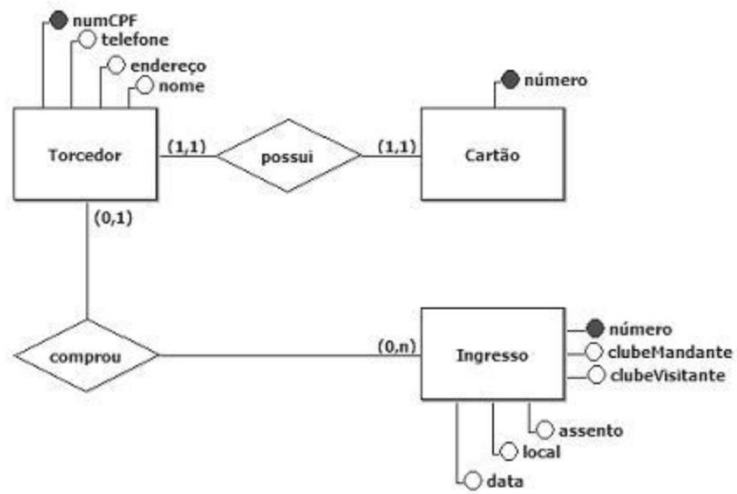 numCPF
telefone
endereço
nome
número
Torcedor
(1,1)
possui
(1,1)
Cartão
(0,1)
comprou
(0,n)
Ingresso
número
clubeMandante
clubeVisitante
assento
local
data